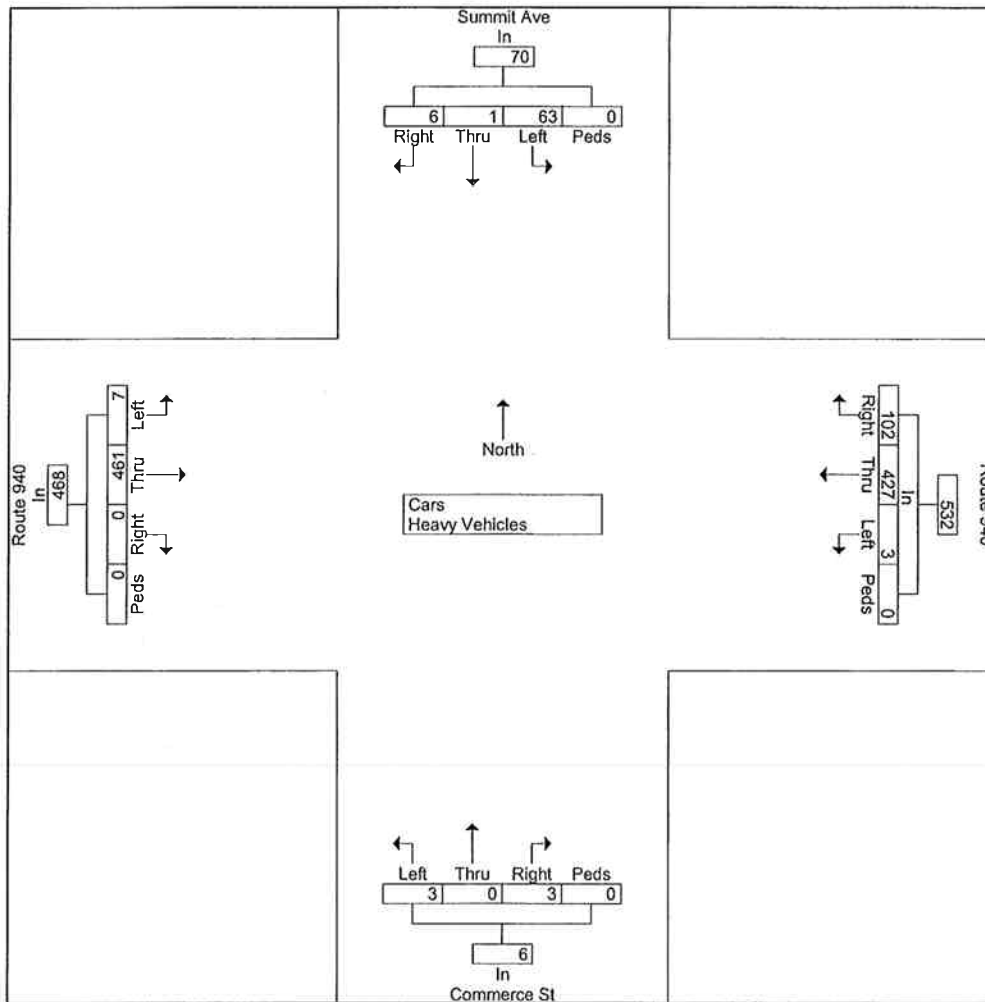 Summit Ave
In
70
6 1 63 0
Right Thru Left Peds
Route 940
In
468
7 461 0 0
Left Thru Right Peds
North
Cars
Heavy Vehicles
Right Thru Left Peds
102 427 3 0
In
532
Route 940
Left Thru Right Peds
3 0 3 0
6
In
Commerce St